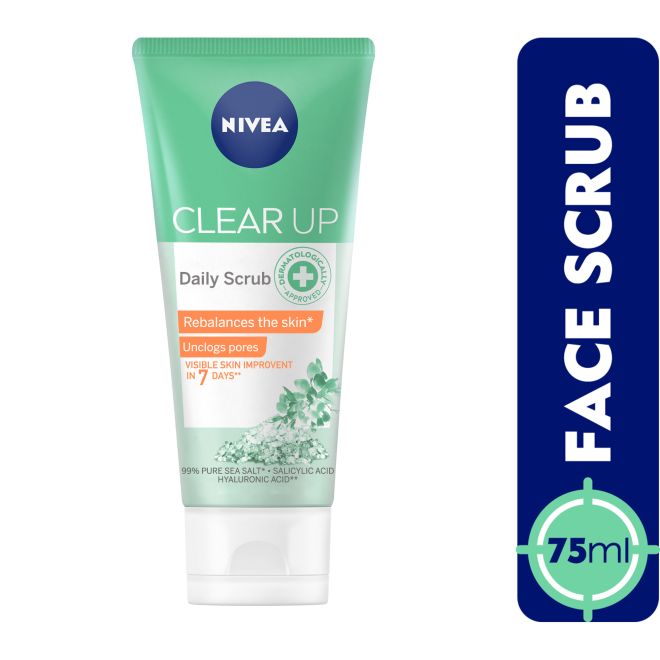 NIVEA
CLEAR UP
Daily Scrub
DERMATOLOGICALLY
APPROVED
Rebalances the skin*
Unclogs pores
VISIBLE SKIN IMPROVENT
IN 7 DAYS**
99% PURE SEA SALT* • SALICYLIC ACID
HYALURONIC ACID**
FACE SCRUB
75ml